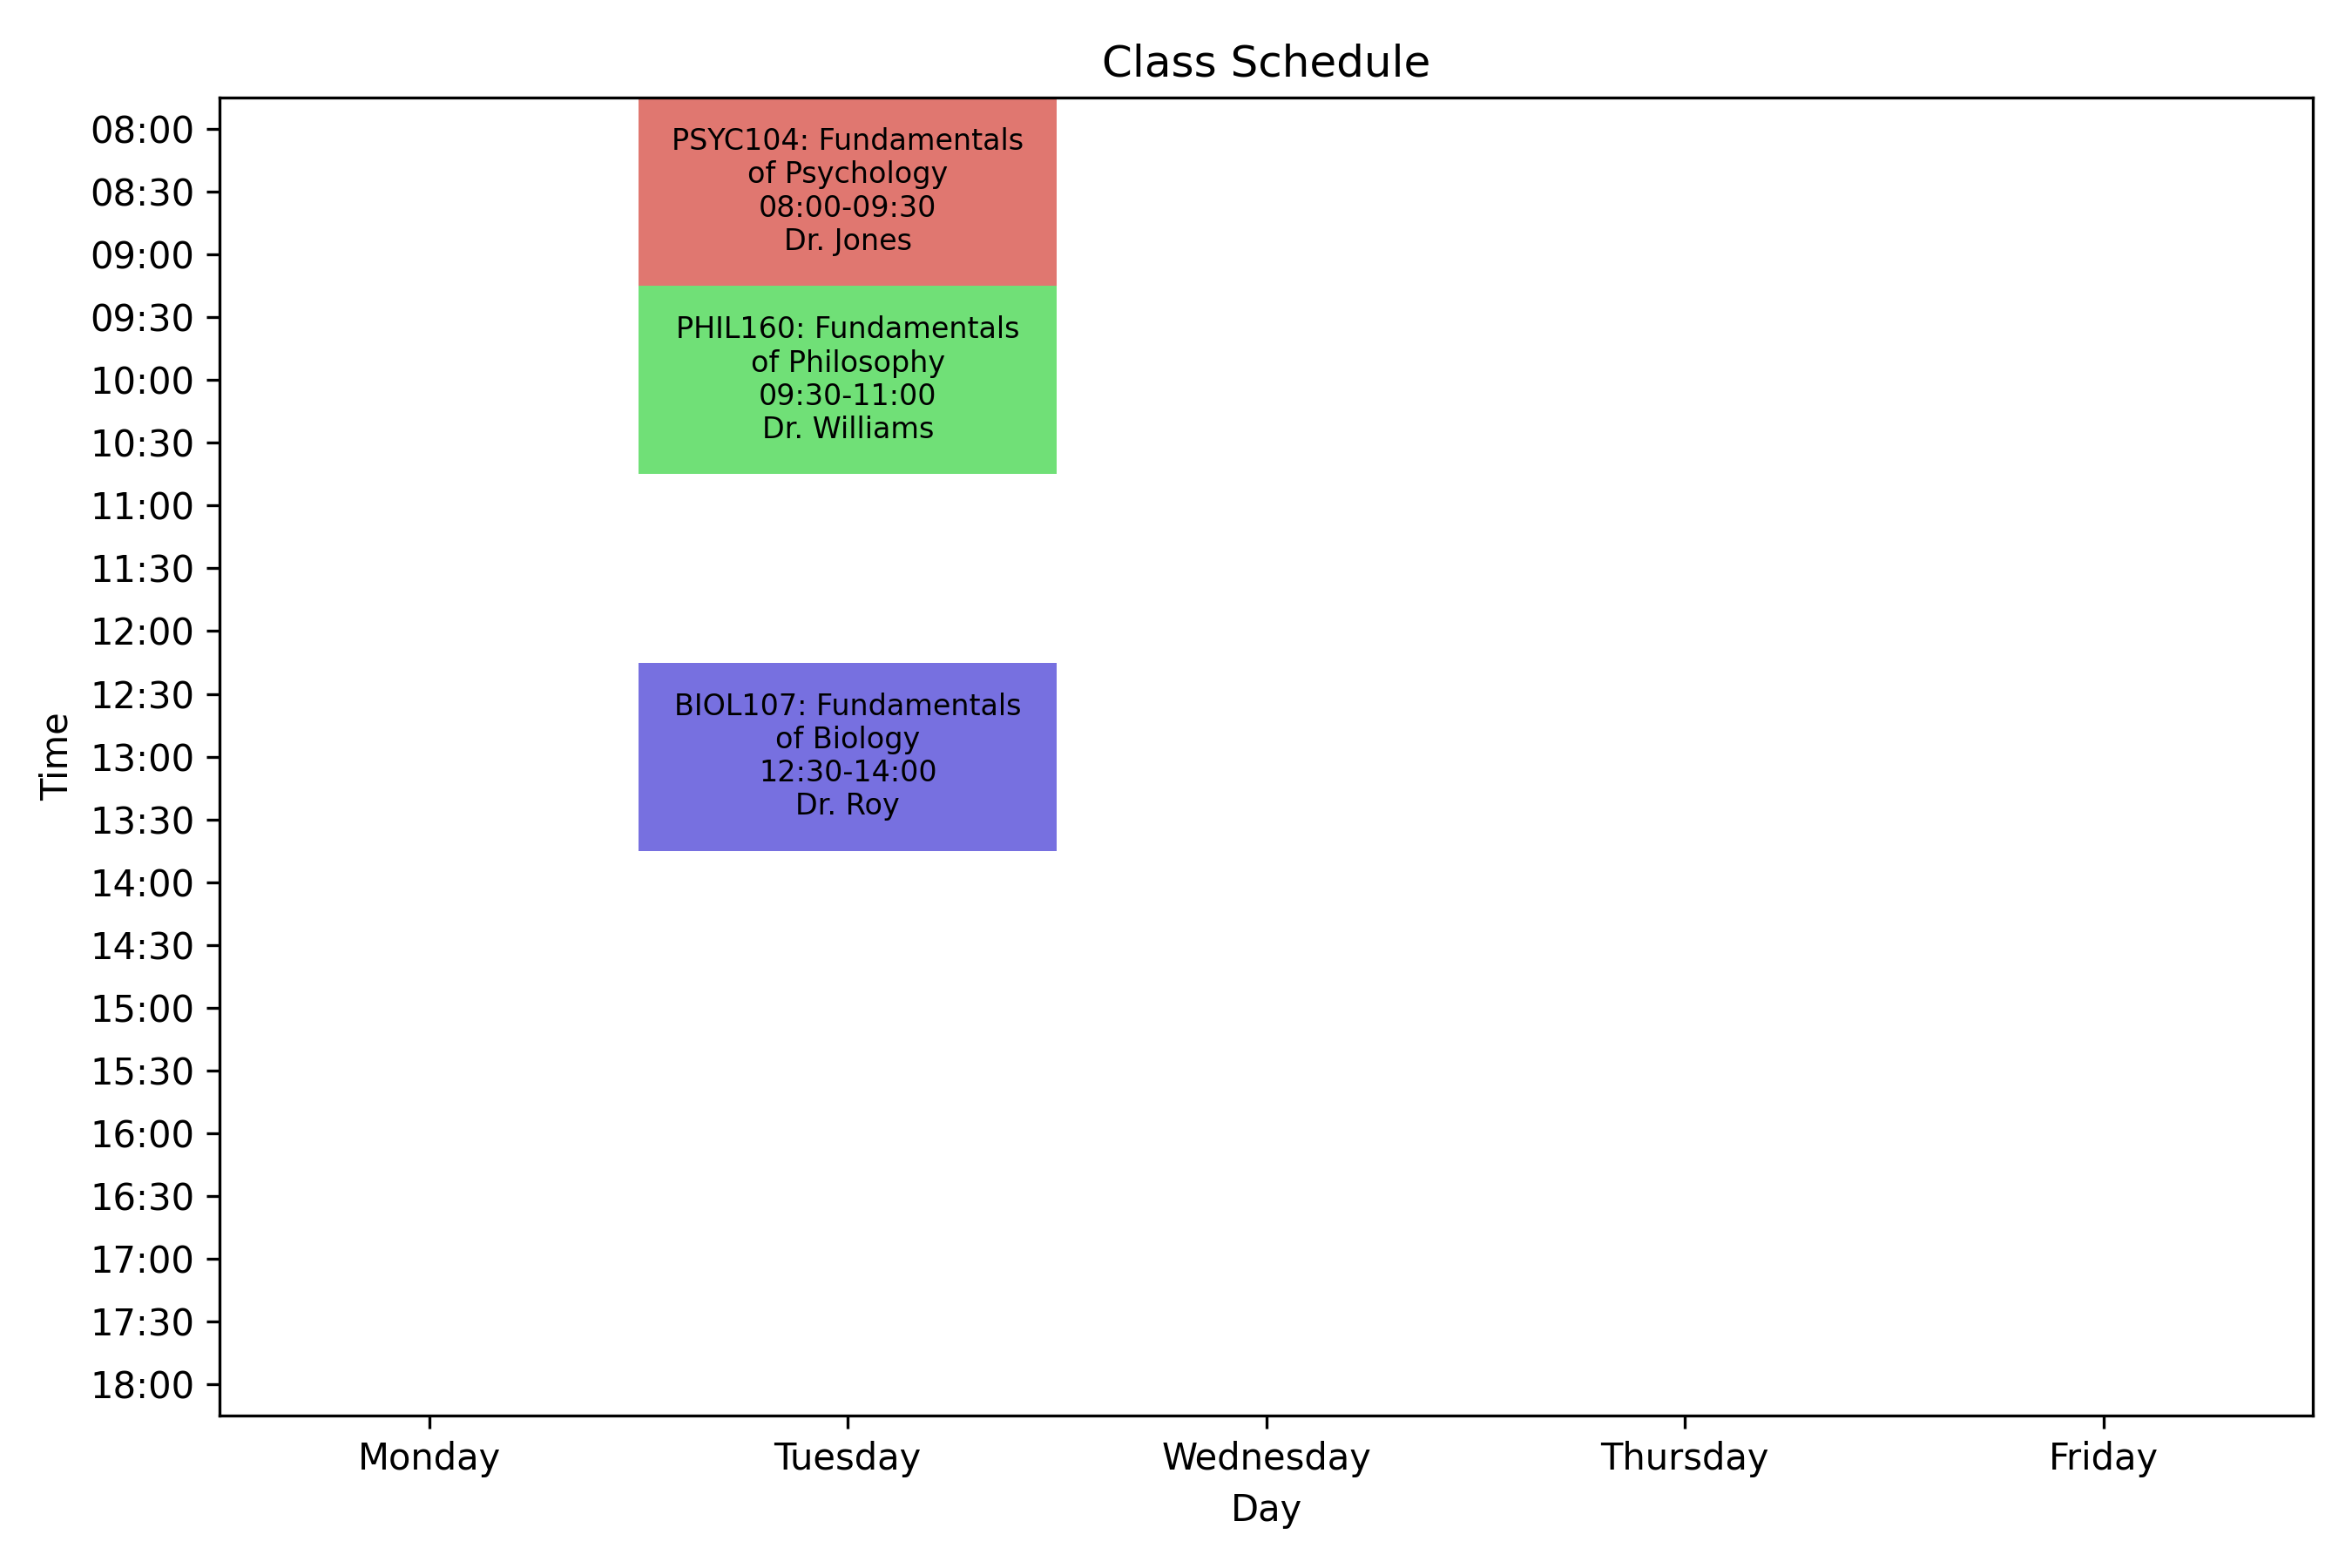 Class Schedule
08:00
08:30
09:00
09:30
10:00
10:30
11:00
11:30
12:00
12:30
13:00
13:30
14:00
14:30
15:00
15:30
16:00
16:30
17:00
17:30
18:00
Time
PSYC104: Fundamentals
of Psychology
08:00-09:30
Dr. Jones
PHIL160: Fundamentals
of Philosophy
09:30-11:00
Dr. Williams
BIOL107: Fundamentals
of Biology
12:30-14:00
Dr. Roy
Monday Tuesday Wednesday Thursday Friday
Day